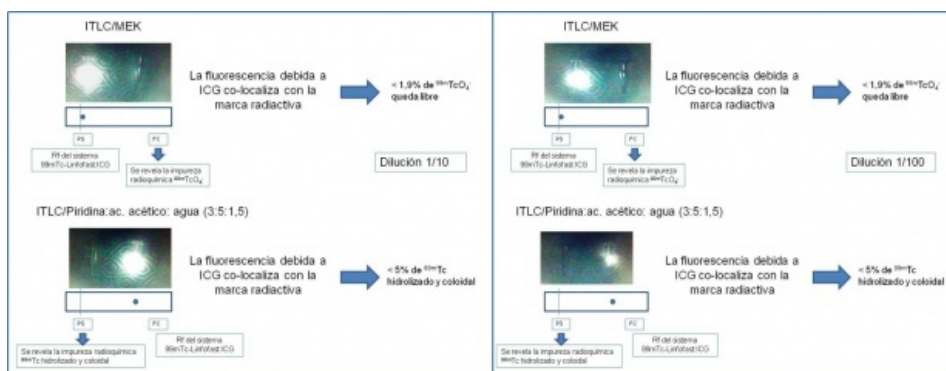 ITLC/MEK
La fluorescencia debida a
ICG co-localiza con la
marca radiactiva
< 1,9% de ⁹⁹ᵐTcO₄⁻
queda libre
PS
FC
Rf del sistema
99mTc-Linfofast:ICG
Se revela la impureza
radioquímica ⁹⁹ᵐTcO₄⁻
Dilución 1/10
ITLC/Piridina:ac. acético: agua (3:5:1,5)
La fluorescencia debida a
ICG co-localiza con la
marca radiactiva
< 5% de ⁹⁹ᵐTc
hidrolizado y coloidal
PS
FC
Se revela la impureza radioquímica
⁹⁹ᵐTc hidrolizado y coloidal
Rf del sistema
99mTc-Linfofast:ICG
ITLC/MEK
La fluorescencia debida a
ICG co-localiza con la
marca radiactiva
< 1,9% de ⁹⁹ᵐTcO₄⁻
queda libre
PS
FC
Rf del sistema
99mTc-Linfofast:ICG
Se revela la impureza
radioquímica ⁹⁹ᵐTcO₄⁻
Dilución 1/100
ITLC/Piridina:ac. acético: agua (3:5:1,5)
La fluorescencia debida a
ICG co-localiza con la
marca radiactiva
< 5% de ⁹⁹ᵐTc
hidrolizado y coloidal
PS
FC
Se revela la impureza radioquímica
⁹⁹ᵐTc hidrolizado y coloidal
Rf del sistema
99mTc-Linfofast:ICG